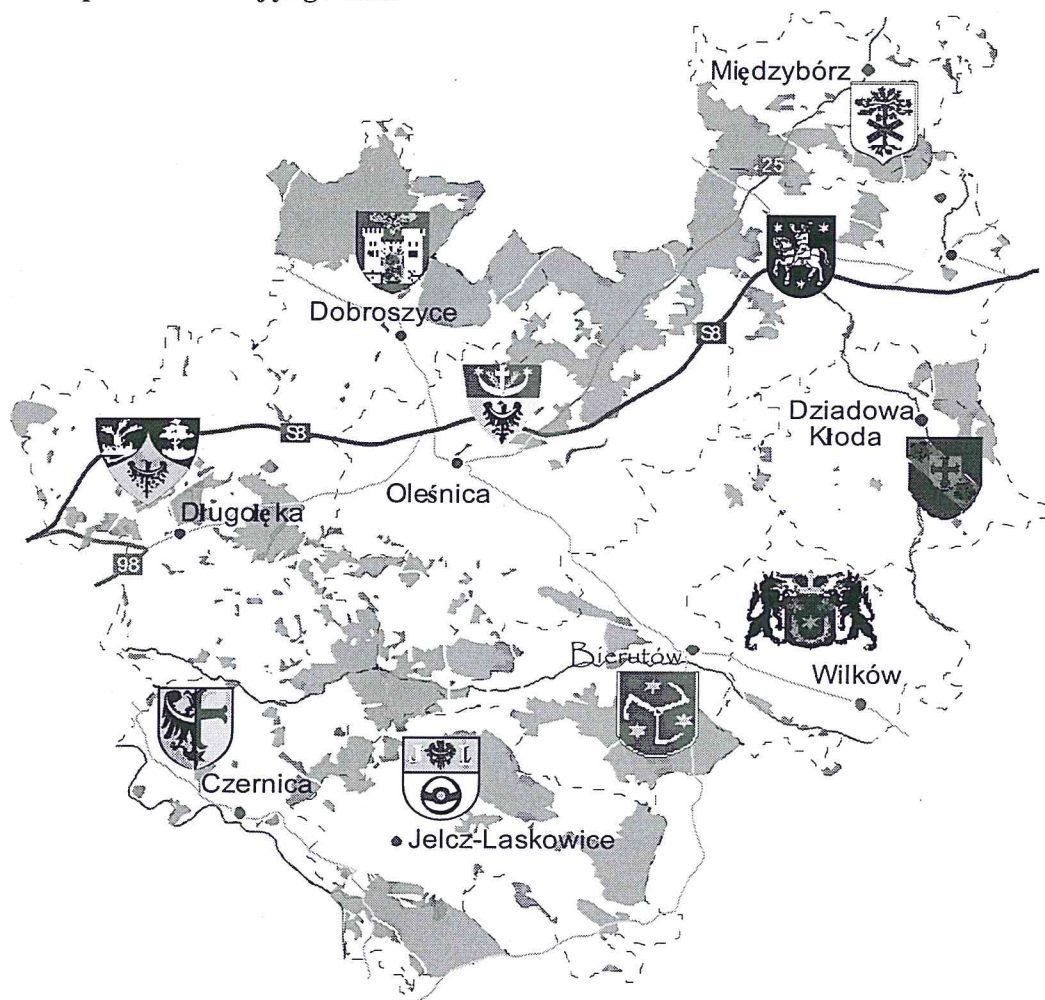 Międzybórz
25
Dobroszyce
S8
Dziadowa
Kłoda
S8
Oleśnica
Długołęka
98
Bierutów
Wilków
Czernica
J L
Jelcz-Laskowice